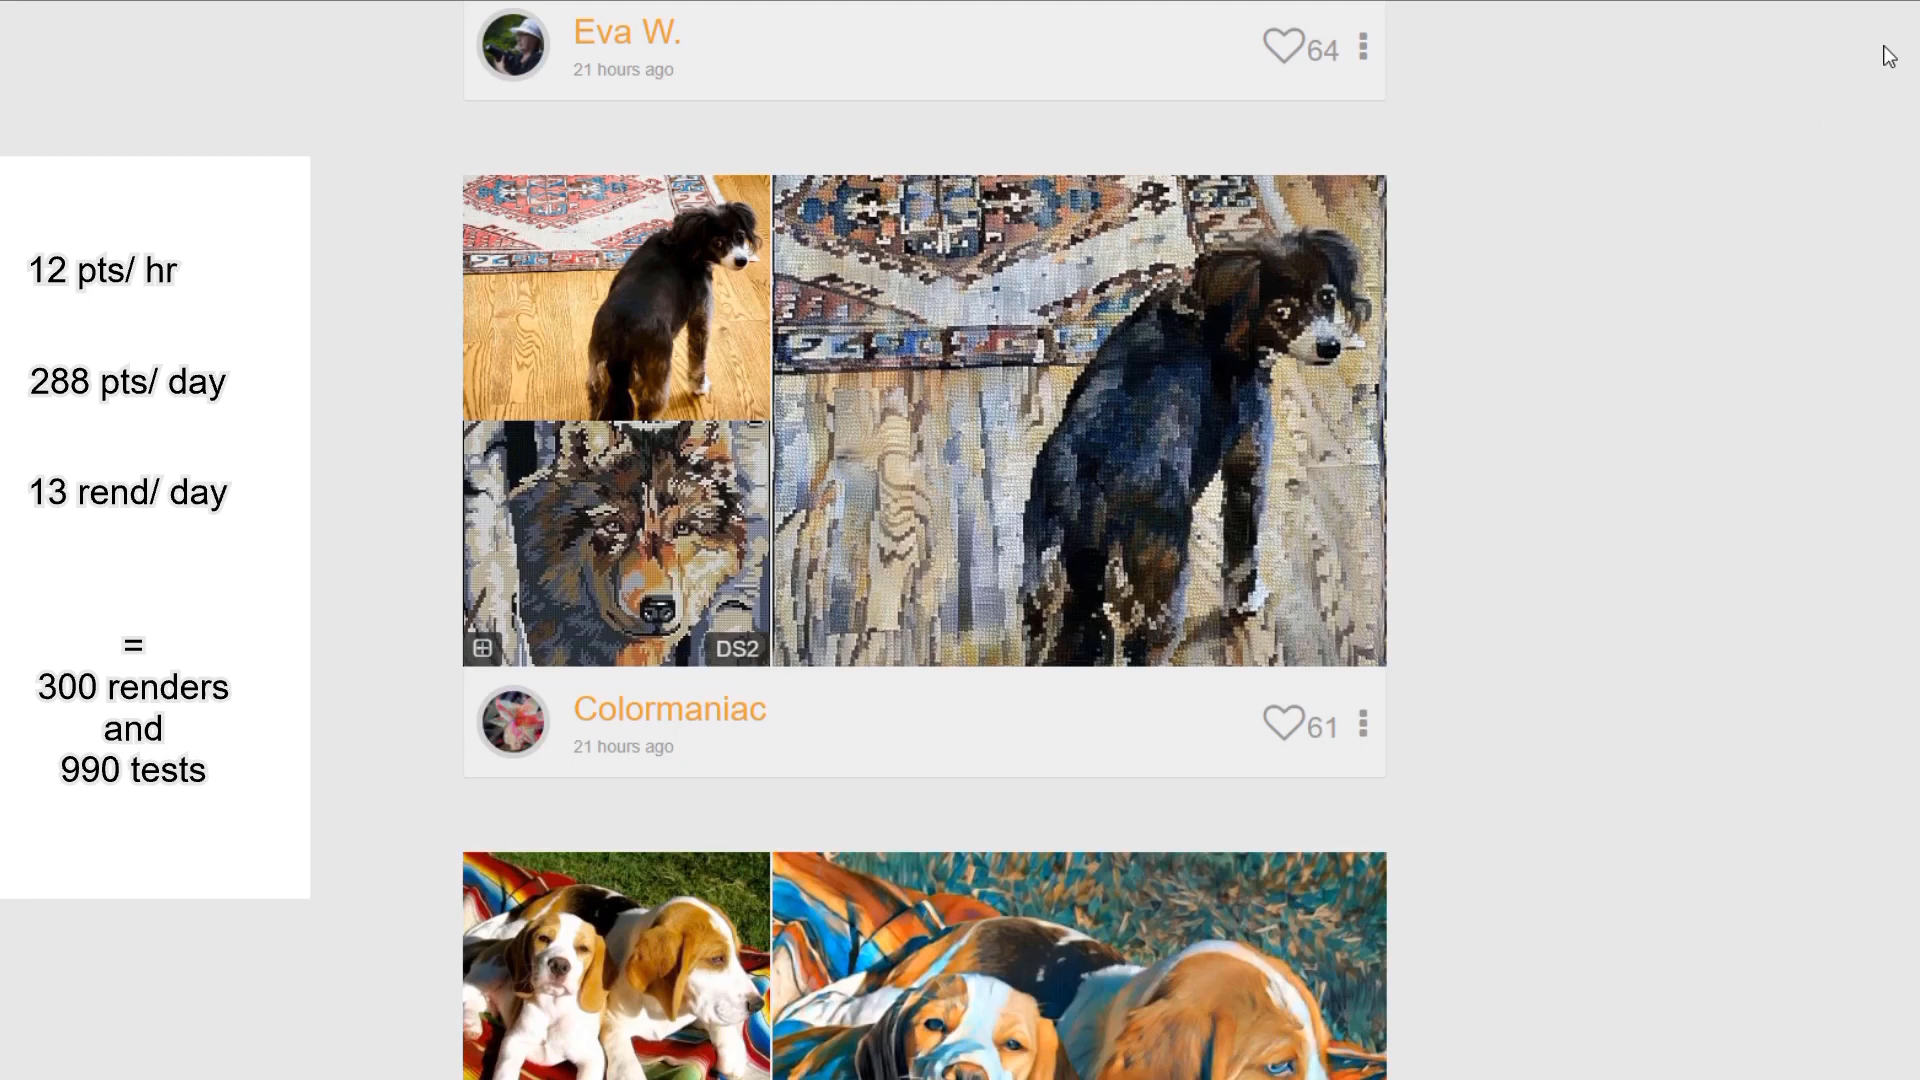 Eva W.
21 hours ago
64
12 pts/ hr
288 pts/ day
13 rend/ day
=
300 renders
and
990 tests
DS2
Colormaniac
21 hours ago
61